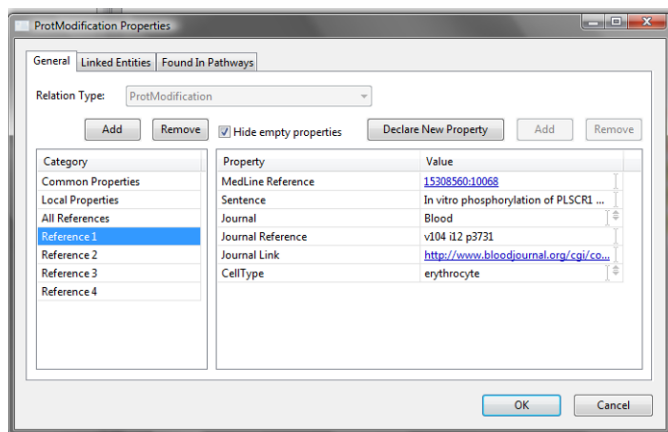 ProtModification Properties
General Linked Entities Found In Pathways
Relation Type: ProtModification
Add Remove Hide empty properties Declare New Property Add Remove
Category Property Value
Common Properties MedLine Reference 15308560:10068
Local Properties Sentence In vitro phosphorylation of PLSCR1 ...
All References Journal Blood
Reference 1 Journal Reference v104 i12 p3731
Reference 2 Journal Link http://www.bloodjournal.org/cgi/co...
Reference 3 CellType erythrocyte
Reference 4
OK Cancel